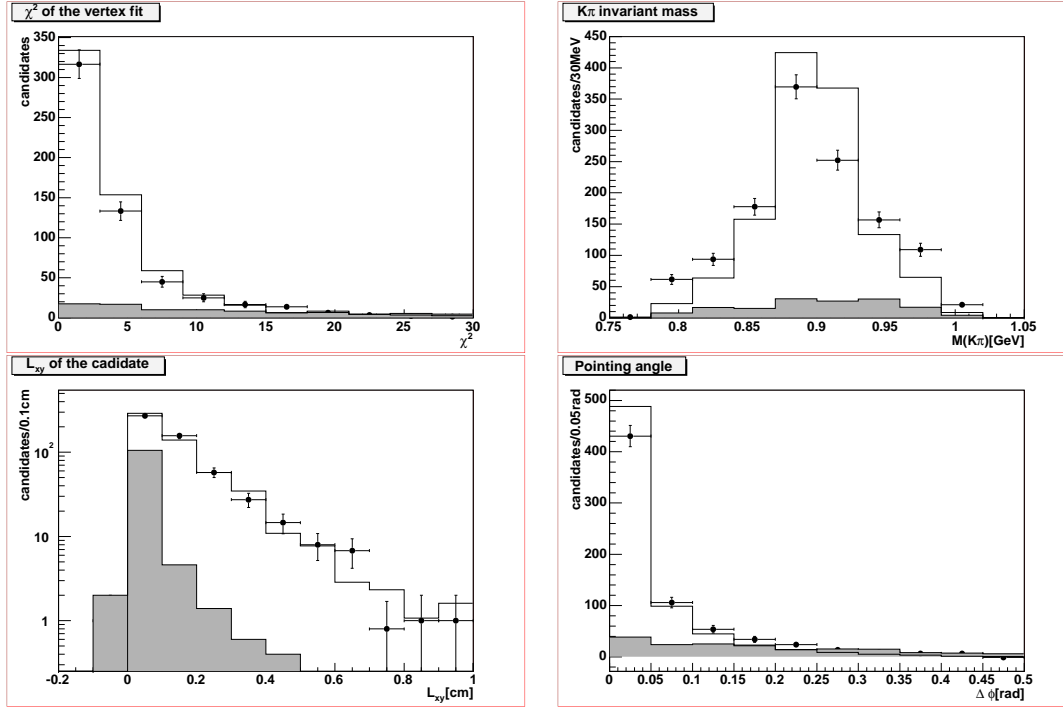 χ² of the vertex fit
candidates
350
300
250
200
150
100
50
0
0 5 10 15 20 25 30
χ²
Kπ invariant mass
candidates/30MeV
450
400
350
300
250
200
150
100
50
0
0.75 0.8 0.85 0.9 0.95 1 1.05
M(Kπ)[GeV]
L_xy of the cadidate
candidates/0.1cm
10²
10
1
-0.2 0 0.2 0.4 0.6 0.8 1
L_xy[cm]
Pointing angle
candidates/0.05rad
500
400
300
200
100
0
0 0.05 0.1 0.15 0.2 0.25 0.3 0.35 0.4 0.45 0.5
Δ ϕ[rad]